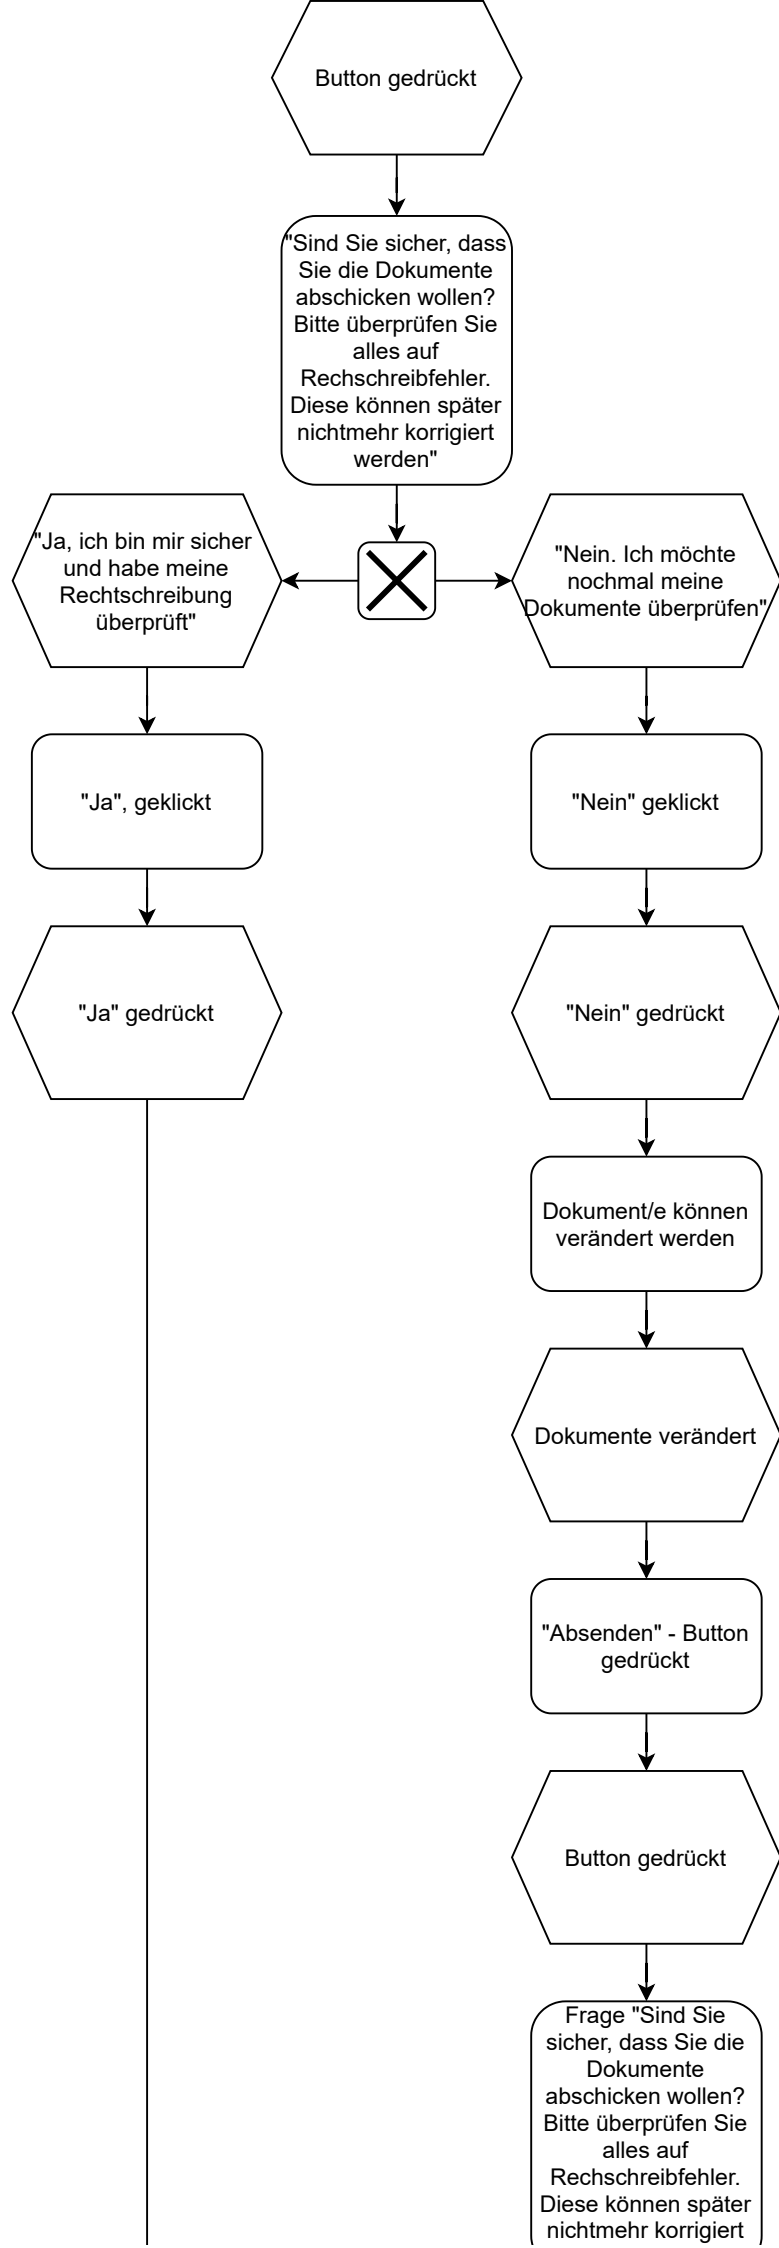 Button gedrückt
"Sind Sie sicher, dass
Sie die Dokumente
abschicken wollen?
Bitte überprüfen Sie
alles auf
Rechschreibfehler.
Diese können später
nichtmehr korrigiert
werden"
"Ja, ich bin mir sicher
und habe meine
Rechtschreibung
überprüft"
"Nein. Ich möchte
nochmal meine
Dokumente überprüfen"
"Ja", geklickt
"Nein" geklickt
"Ja" gedrückt
"Nein" gedrückt
Dokument/e können
verändert werden
Dokumente verändert
"Absenden" - Button
gedrückt
Button gedrückt
Frage "Sind Sie
sicher, dass Sie die
Dokumente
abschicken wollen?
Bitte überprüfen Sie
alles auf
Rechschreibfehler.
Diese können später
nichtmehr korrigiert